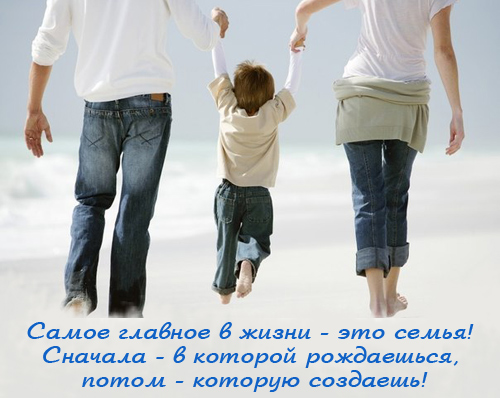 Самое главное в жизни - это семья!
Сначала - в которой рождаешься,
потом - которую создаешь!